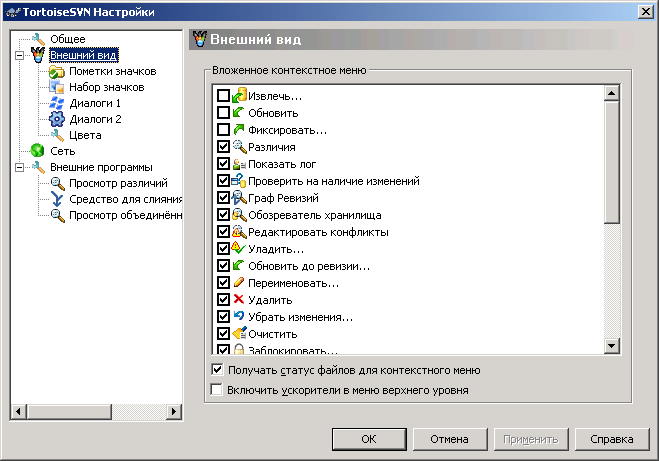 TortoiseSVN Настройки
Общее
Внешний вид
Пометки значков
Набор значков
Диалоги 1
Диалоги 2
Цвета
Сеть
Внешние программы
Просмотр различий
Средство для слияния
Просмотр объединённ
Внешний вид
Вложенное контекстное меню
Извлечь...
Обновить
Фиксировать...
Различия
Показать лог
Проверить на наличие изменений
Граф Ревизий
Обозреватель хранилища
Редактировать конфликты
Уладить...
Обновить до ревизии...
Переименовать...
Удалить
Убрать изменения...
Очистить
Заблокировать...
Получать статус файлов для контекстного меню
Включить ускорители в меню верхнего уровня
OK
Отмена
Применить
Справка